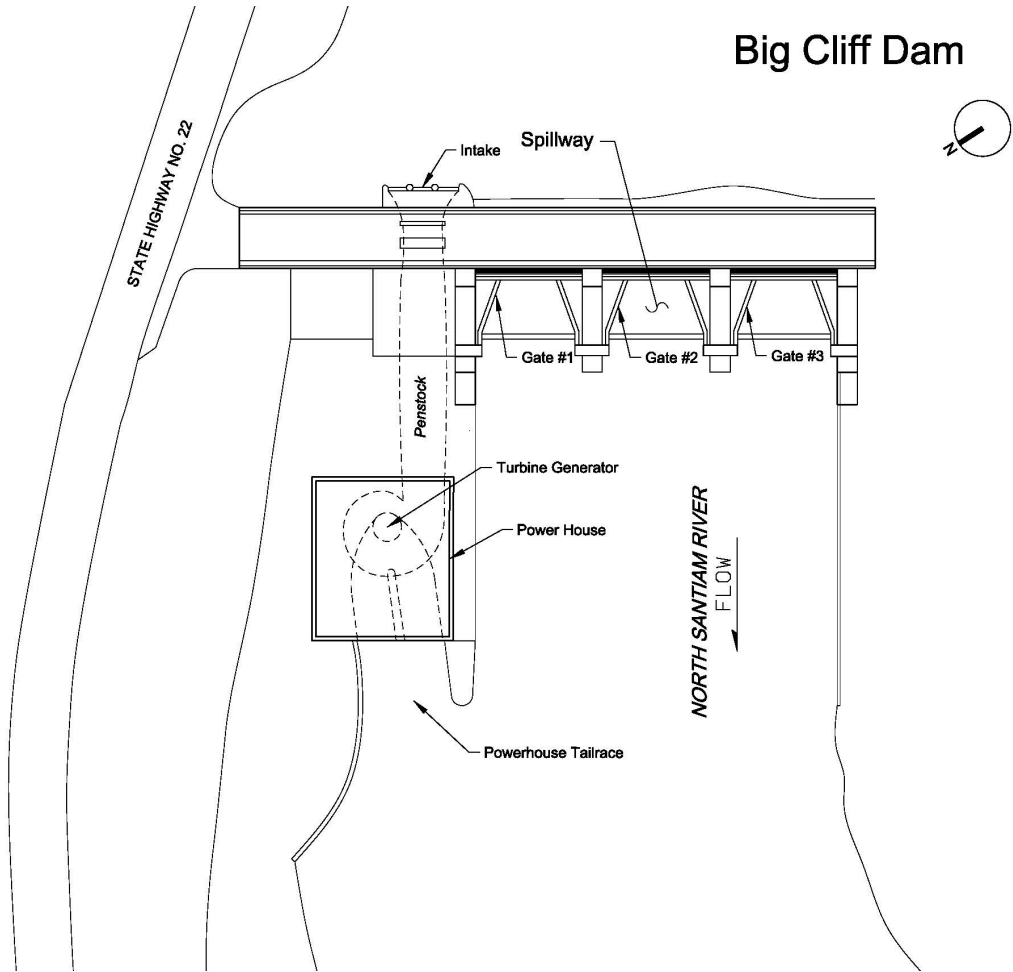 Big Cliff Dam
N
STATE HIGHWAY NO. 22
Intake
Spillway
Gate #1
Gate #2
Gate #3
Penstock
Turbine Generator
Power House
NORTH SANTIAM RIVER
FLOW
Powerhouse Tailrace